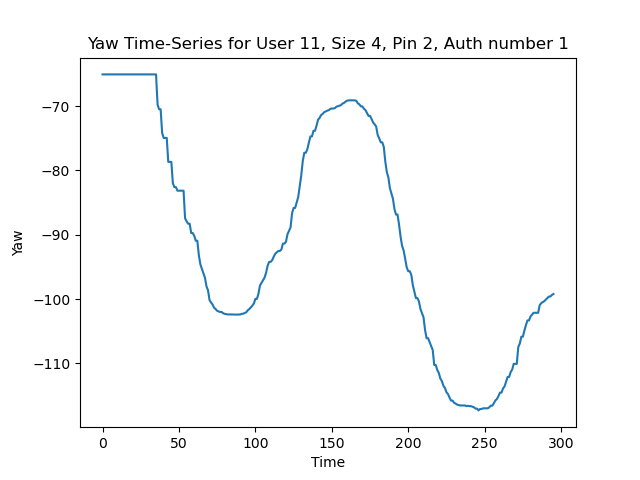 Yaw Time-Series for User 11, Size 4, Pin 2, Auth number 1
−70
−80
−90
−100
−110
Yaw
0 50 100 150 200 250 300
Time